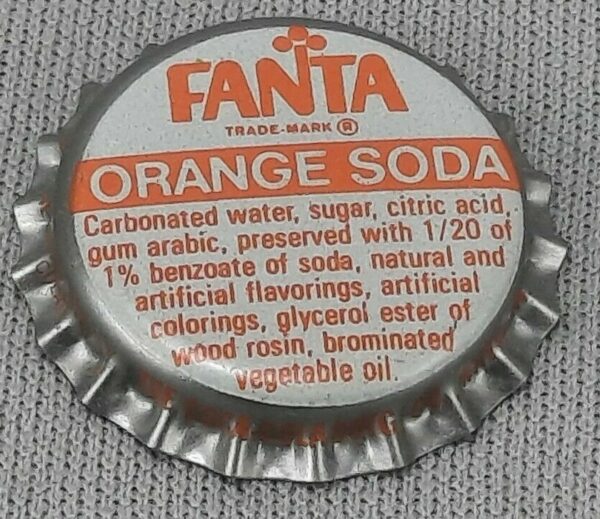 FANTA
TRADE-MARK ®
ORANGE SODA
Carbonated water, sugar, citric acid,
gum arabic, preserved with 1/20 of
1% benzoate of soda, natural and
artificial flavorings, artificial
colorings, glycerol ester of
wood rosin, brominated
vegetable oil.